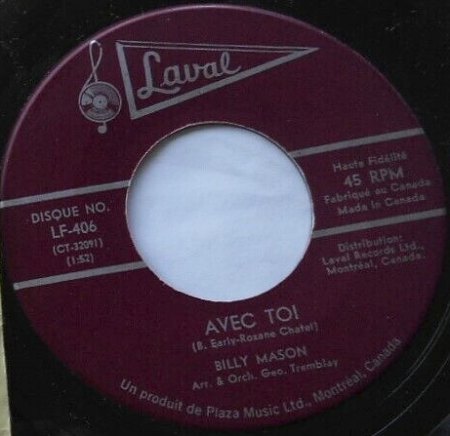 Laval
DISQUE NO.
LF-406
(CT-32091)
(1:52)
Haute Fidélité
45 RPM
Fabriqué au Canada
Made in Canada
Distribution:
Laval Records Ltd.,
Montréal, Canada.
AVEC TOI
(B. Early-Roxane Chatel)
BILLY MASON
Arr. & Orch. Geo. Tremblay
Un produit de Plaza Music Ltd., Montréal, Canada